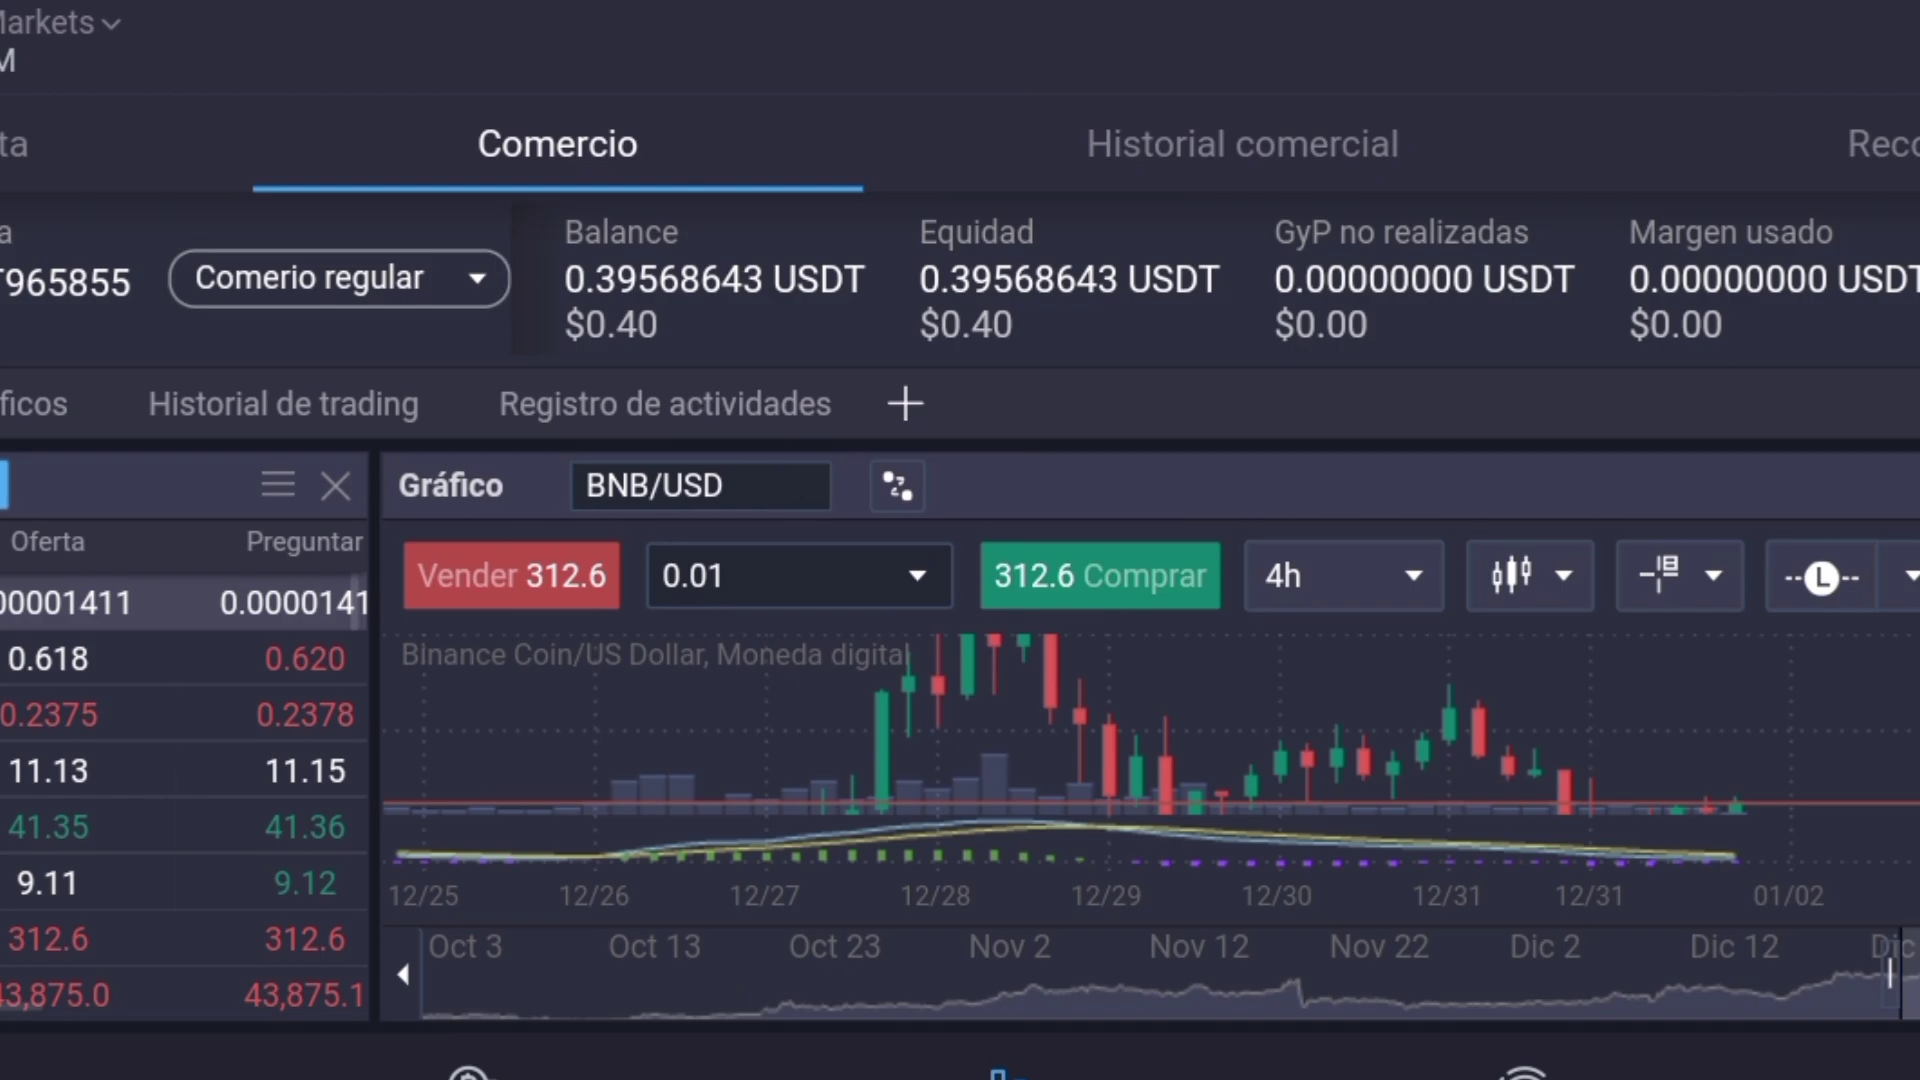 Markets
M
ta
Comercio
Historial comercial
Reco
a
T965855
Comerio regular
Balance
0.39568643 USDT
$0.40
Equidad
0.39568643 USDT
$0.40
GyP no realizadas
0.00000000 USDT
$0.00
Margen usado
0.00000000 USDT
$0.00
ficos
Historial de trading
Registro de actividades
Oferta
Preguntar
00001411
0.0000141
0.618
0.620
0.2375
0.2378
11.13
11.15
41.35
41.36
9.11
9.12
312.6
312.6
43,875.0
43,875.1
Gráfico
BNB/USD
Vender 312.6
0.01
312.6 Comprar
4h
L
Binance Coin/US Dollar, Moneda digital
12/25
12/26
12/27
12/28
12/29
12/30
12/31
12/31
01/02
Oct 3
Oct 13
Oct 23
Nov 2
Nov 12
Nov 22
Dic 2
Dic 12
Dic